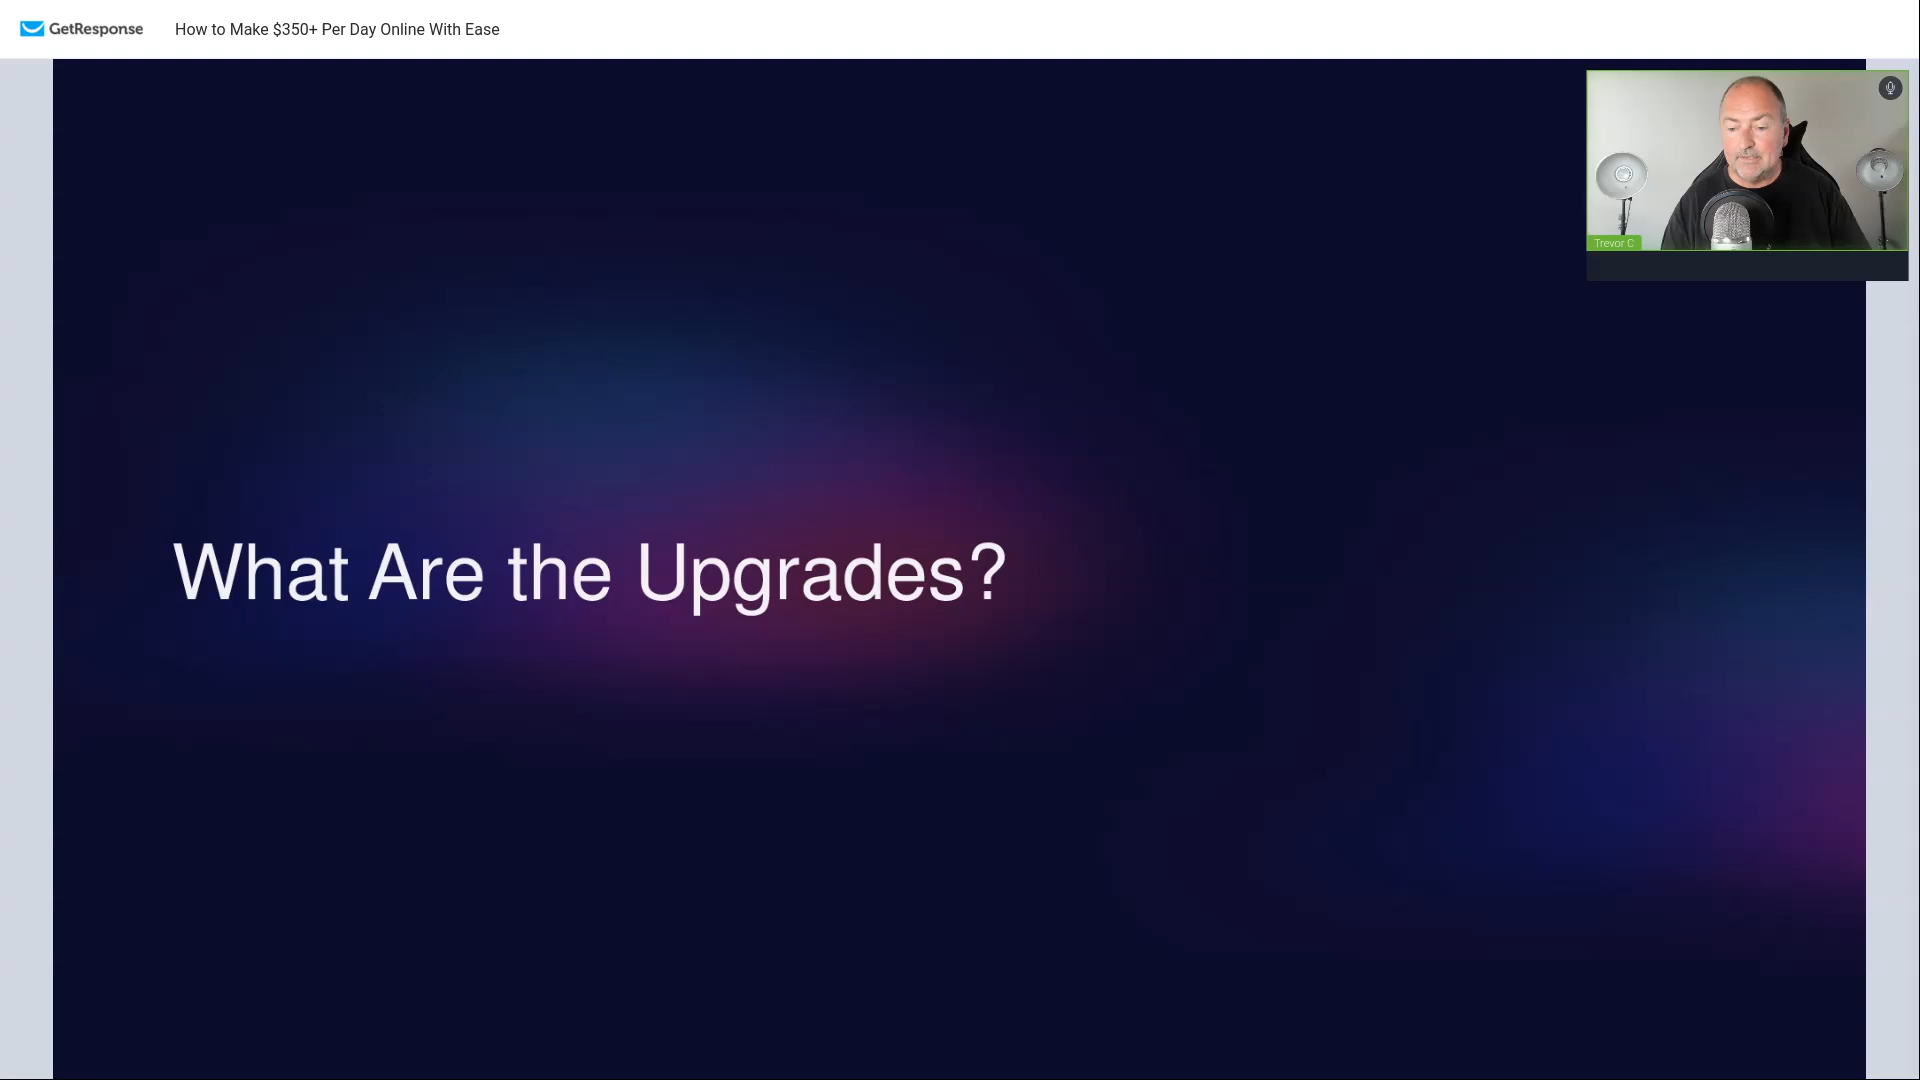 GetResponse
How to Make $350+ Per Day Online With Ease
Trevor C
What Are the Upgrades?